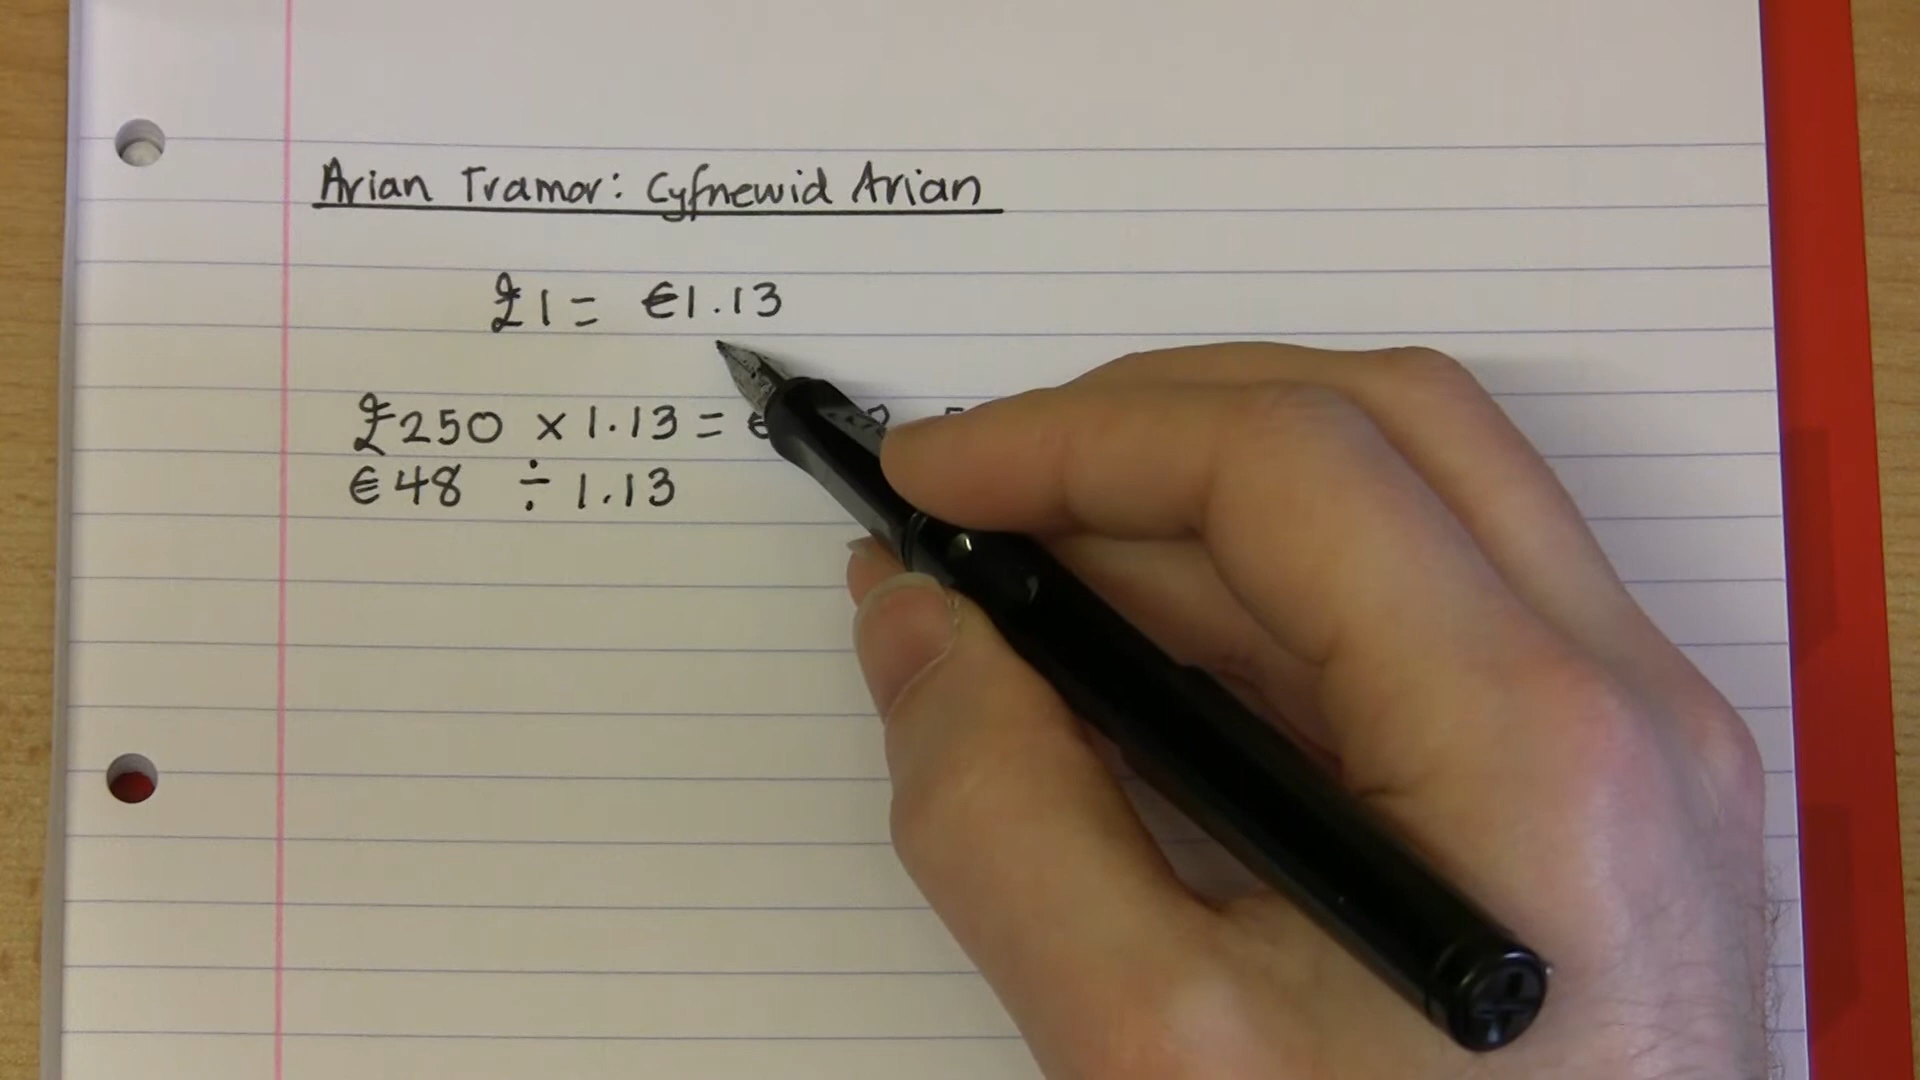 Arian Tramor: Cyfnewid Arian
£1 = €1.13
£250 × 1.13 = €
€48 ÷ 1.13